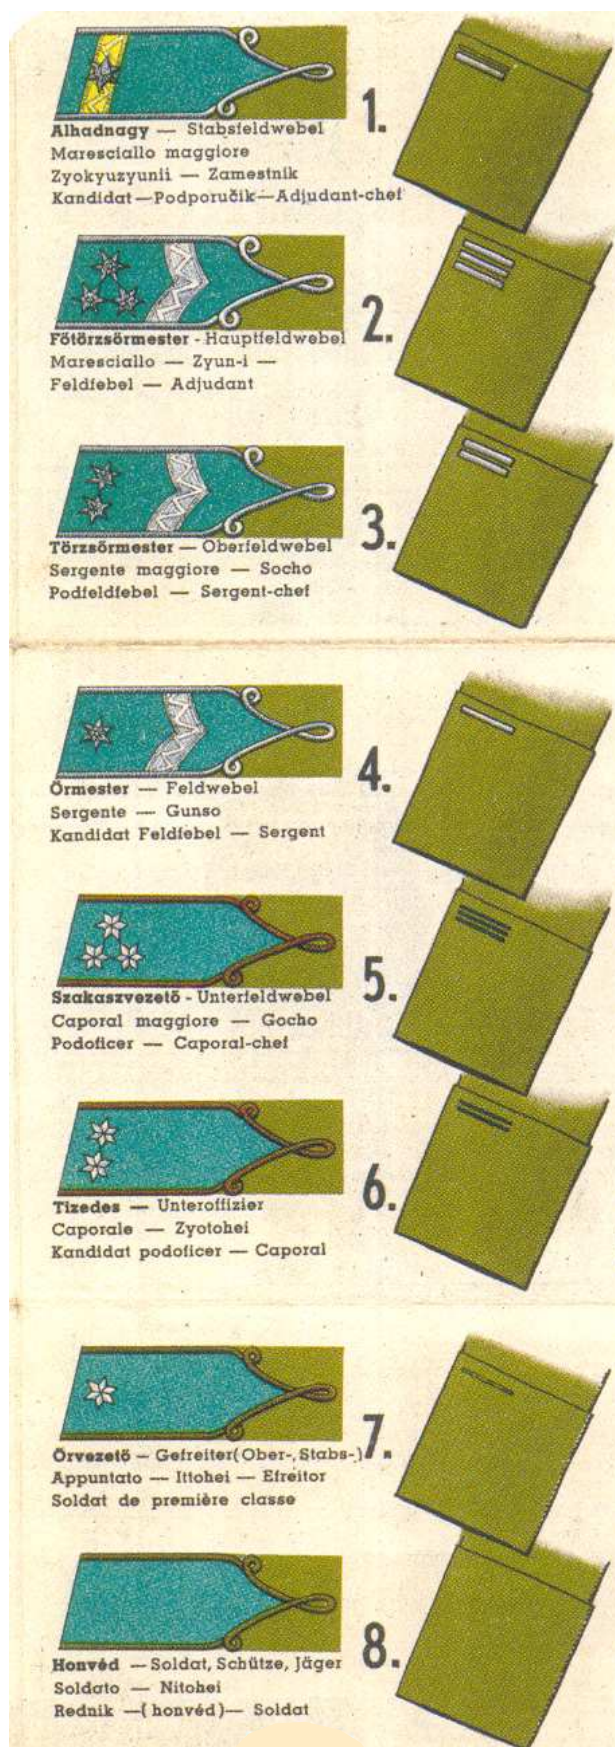 1.
Alhadnagy — Stabsfeldwebel
Maresciallo maggiore
Zyokyuzyunii — Zamestnik
Kandidat—Podporučik—Adjudant-chef
2.
Főtörzsőrmester - Hauptfeldwebel
Maresciallo — Zyun-i —
Feldfebel — Adjudant
3.
Törzsőrmester — Oberfeldwebel
Sergente maggiore — Socho
Podfeldfebel — Sergent-chef
4.
Őrmester — Feldwebel
Sergente — Gunso
Kandidat Feldfebel — Sergent
5.
Szakaszvezető - Unterfeldwebel
Caporal maggiore — Gocho
Podoficer — Caporal-chef
6.
Tizedes — Unteroffizier
Caporale — Zyotohei
Kandidat podoficer — Caporal
7.
Őrvezető — Gefreiter(Ober-, Stabs-)
Appuntato — Ittohei — Efreitor
Soldat de première classe
8.
Honvéd — Soldat, Schütze, Jäger
Soldato — Nitohei
Rednik —(honvéd)— Soldat